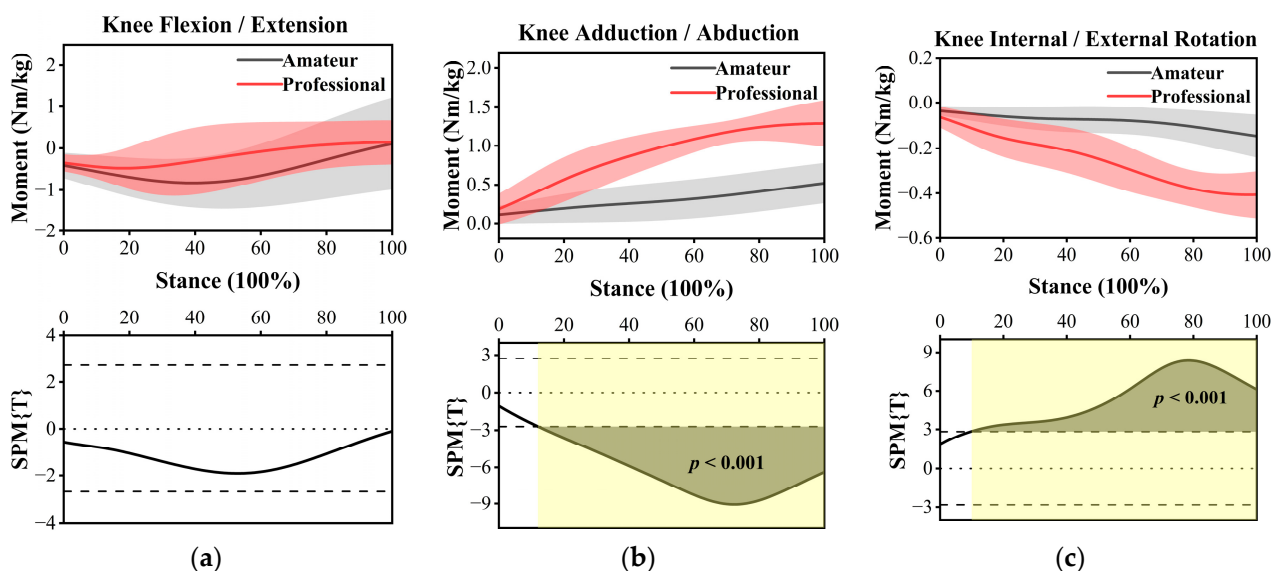 Knee Flexion / Extension
Moment (Nm/kg)
2
1
0
−1
−2
Amateur
Professional
0 20 40 60 80 100
Stance (100%)
0 20 40 60 80 100
SPM{T}
4
2
0
−2
−4
(a)
Knee Adduction / Abduction
Moment (Nm/kg)
2.0
1.5
1.0
0.5
0.0
Amateur
Professional
0 20 40 60 80 100
Stance (100%)
0 20 40 60 80 100
SPM{T}
3
0
−3
−6
−9
p < 0.001
(b)
Knee Internal / External Rotation
Moment (Nm/kg)
0.0
−0.2
−0.4
−0.6
Amateur
Professional
0 20 40 60 80 100
Stance (100%)
0 20 40 60 80 100
SPM{T}
9
6
3
0
−3
p < 0.001
(c)